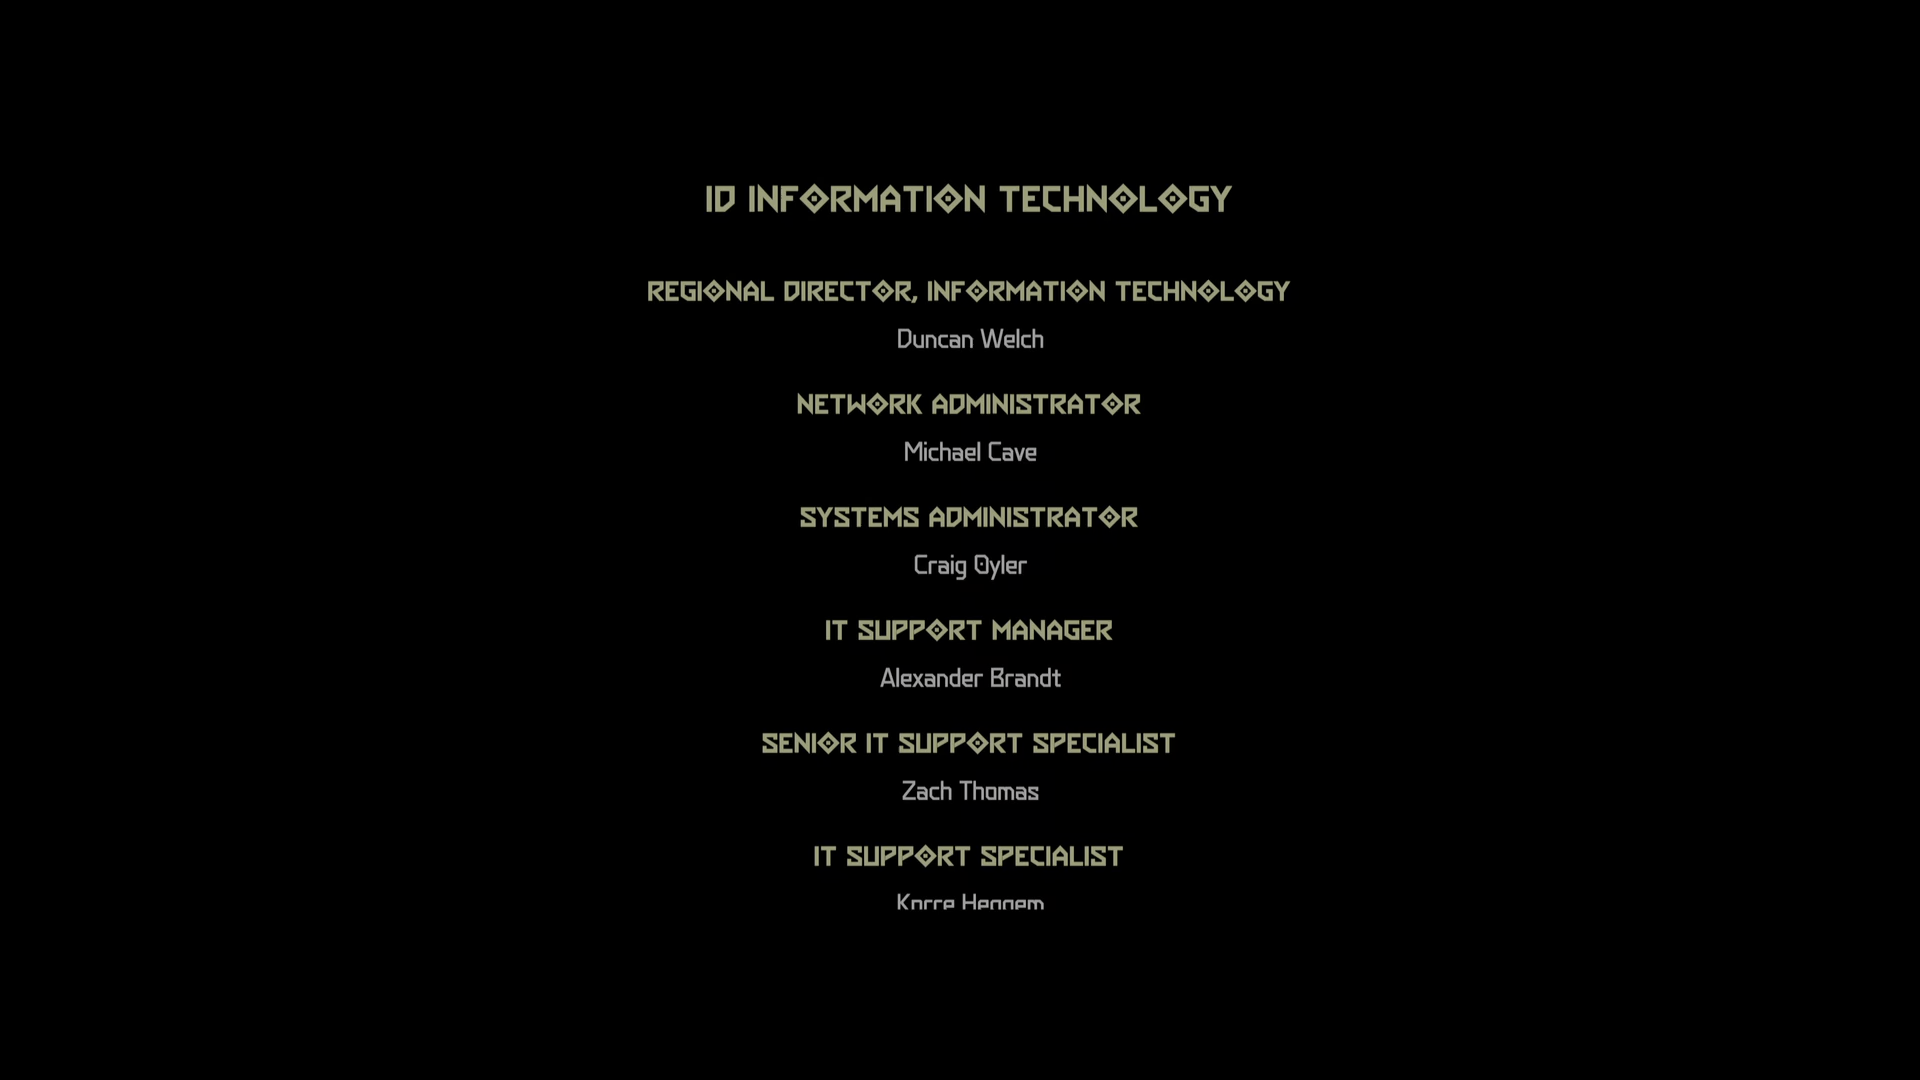 ID INFORMATION TECHNOLOGY
REGIONAL DIRECTOR, INFORMATION TECHNOLOGY
Duncan Welch
NETWORK ADMINISTRATOR
Michael Cave
SYSTEMS ADMINISTRATOR
Craig Oyler
IT SUPPORT MANAGER
Alexander Brandt
SENIOR IT SUPPORT SPECIALIST
Zach Thomas
IT SUPPORT SPECIALIST